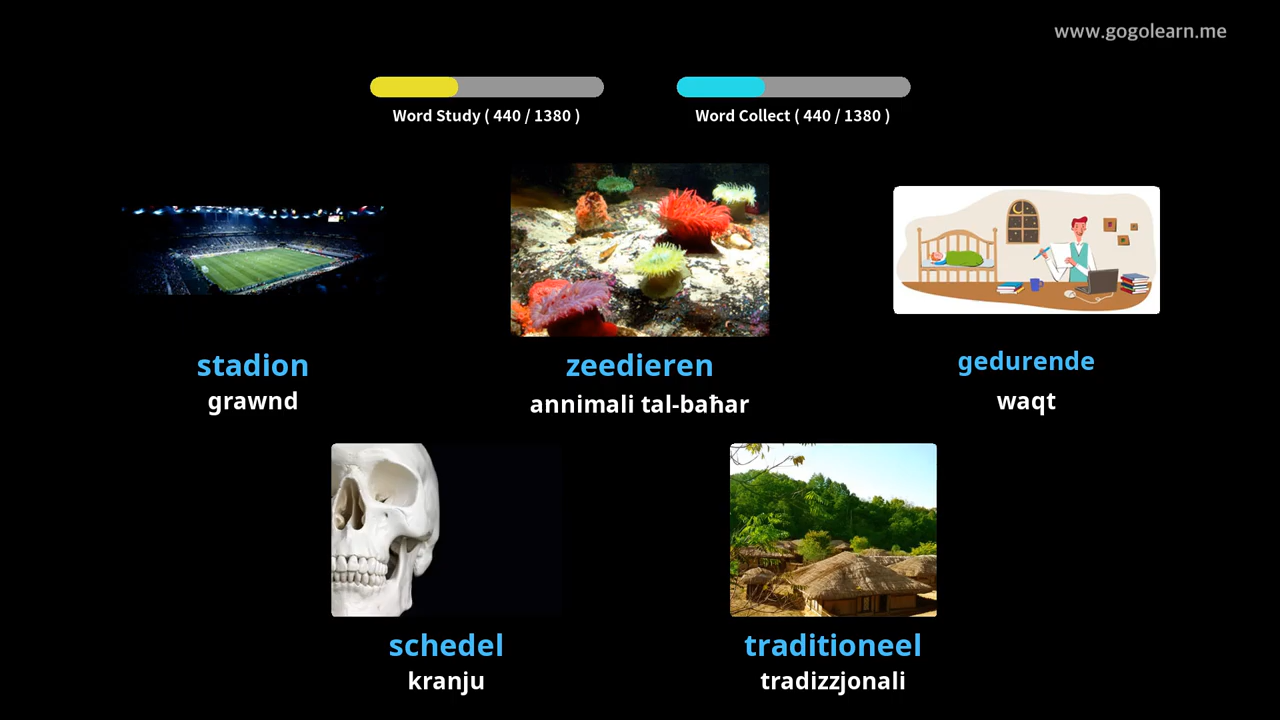 www.gogolearn.me
Word Study ( 440 / 1380 )
Word Collect ( 440 / 1380 )
stadion
grawnd
zeedieren
annimali tal-baħar
gedurende
waqt
schedel
kranju
traditioneel
tradizzjonali